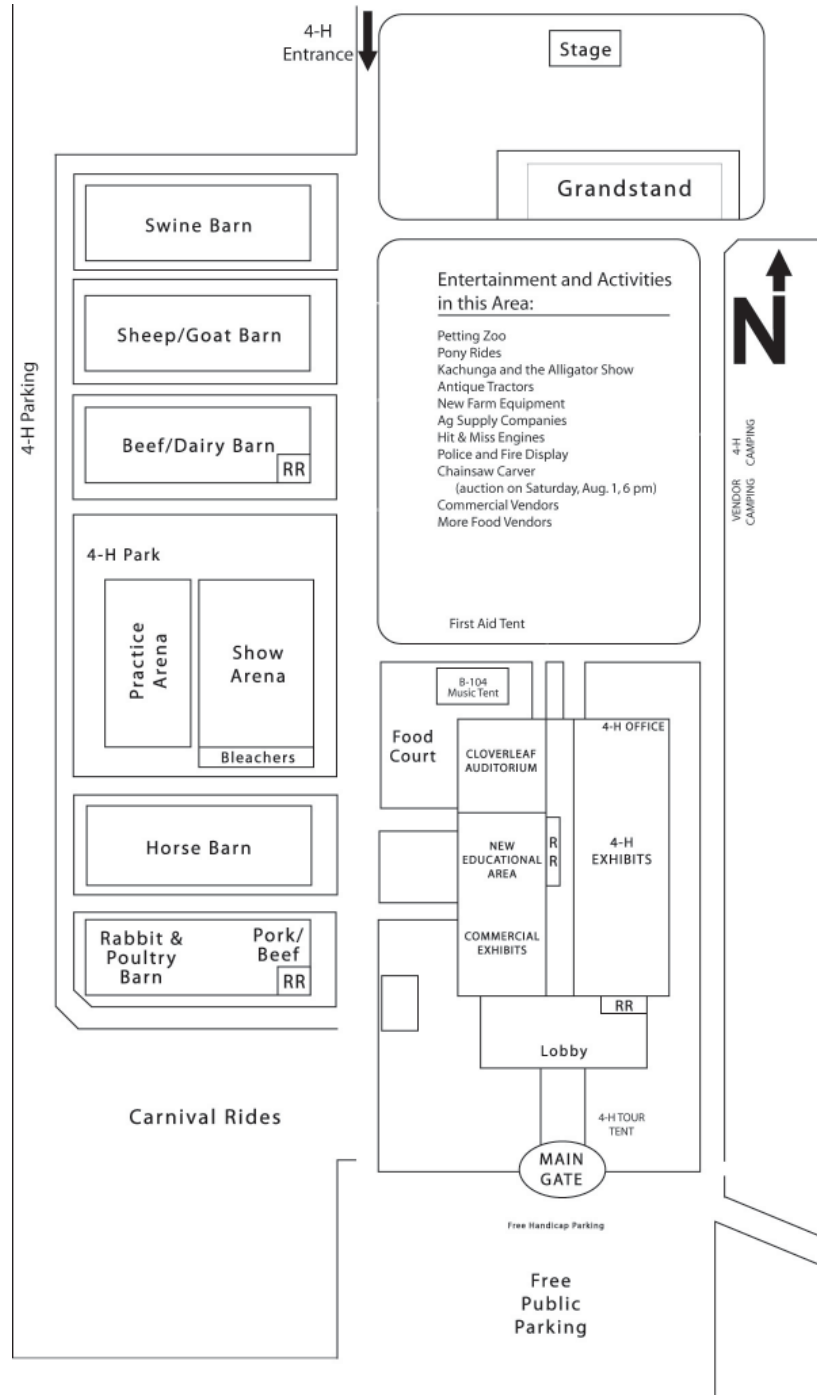 4-H
Entrance
Stage
Grandstand
Swine Barn
Sheep/Goat Barn
Beef/Dairy Barn
RR
4-H Parking
Entertainment and Activities
in this Area:
Petting Zoo
Pony Rides
Kachunga and the Alligator Show
Antique Tractors
New Farm Equipment
Ag Supply Companies
Hit & Miss Engines
Police and Fire Display
Chainsaw Carver
(auction on Saturday, Aug. 1, 6 pm)
Commercial Vendors
More Food Vendors
First Aid Tent
N
4-H
CAMPING
VENDOR
CAMPING
4-H Park
Practice
Arena
Show
Arena
Bleachers
B-104
Music Tent
Food
Court
CLOVERLEAF
AUDITORIUM
4-H OFFICE
NEW
EDUCATIONAL
AREA
R
R
4-H
EXHIBITS
COMMERCIAL
EXHIBITS
RR
Lobby
Horse Barn
Rabbit &
Poultry
Barn
Pork/
Beef
RR
Carnival Rides
4-H TOUR
TENT
MAIN
GATE
Free Handicap Parking
Free
Public
Parking